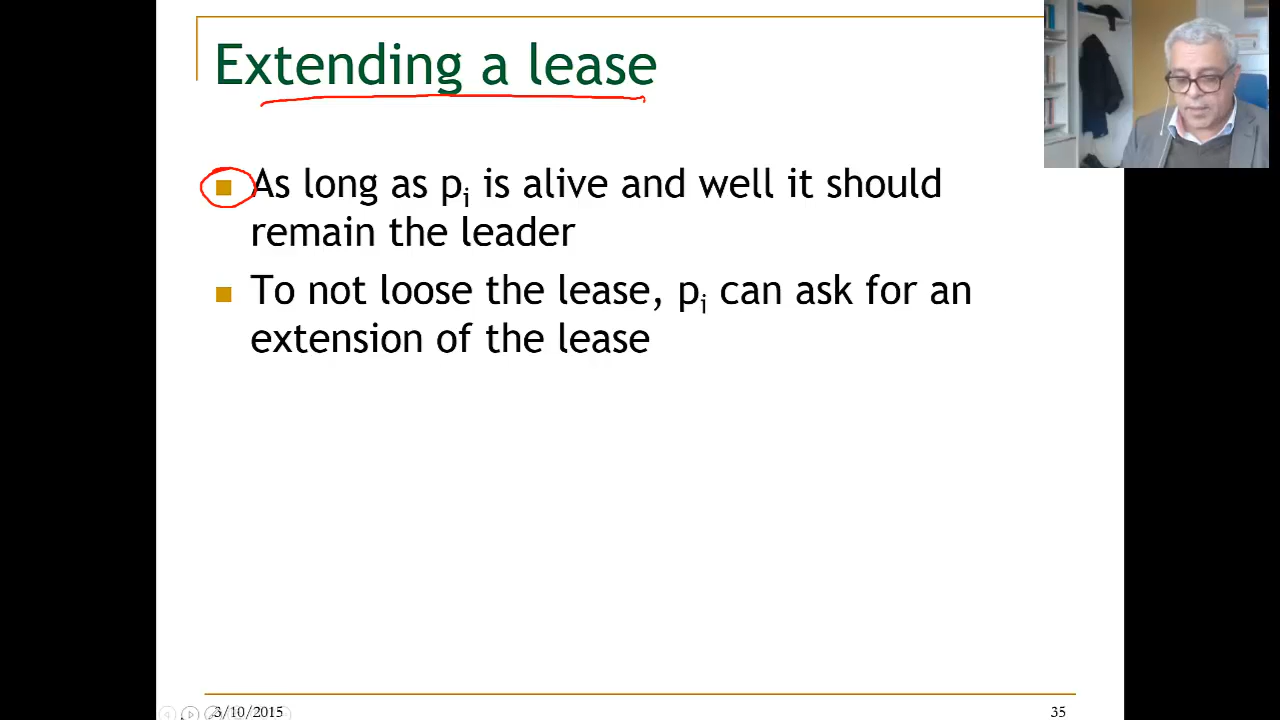 Extending a lease
As long as pi is alive and well it should
remain the leader
To not loose the lease, pi can ask for an
extension of the lease
3/10/2015
35